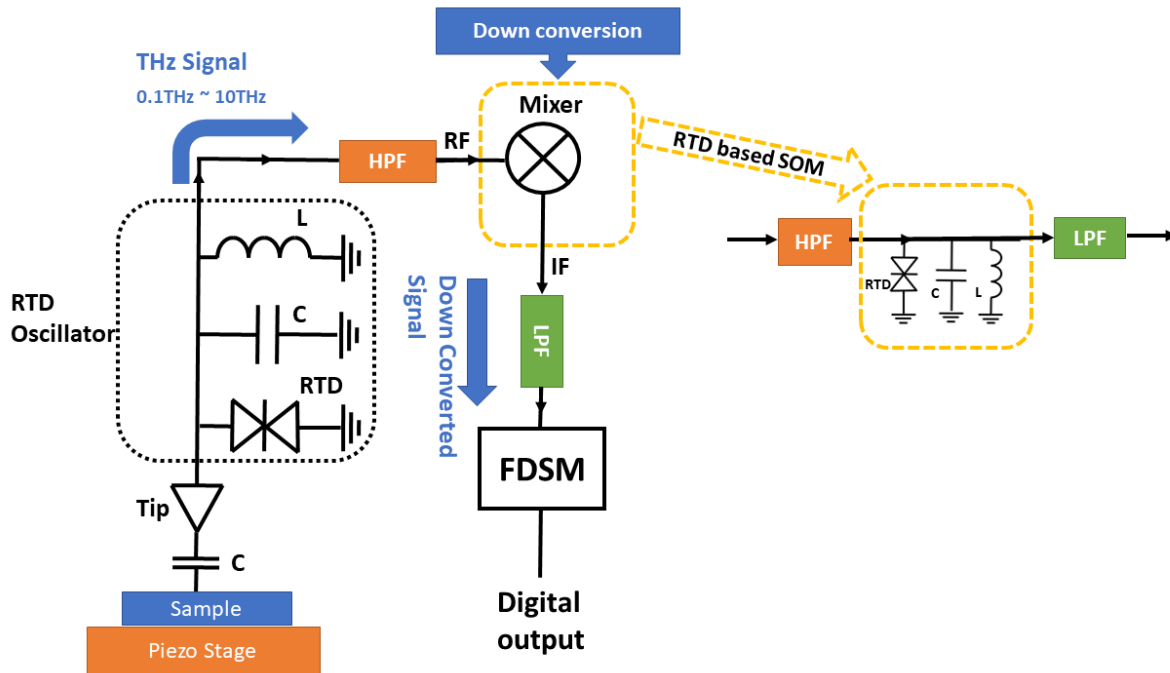 Down conversion
THz Signal
0.1THz ~ 10THz
Mixer
HPF
RF
RTD based SOM
L
RTD
Oscillator
C
RTD
IF
Down Converted
Signal
LPF
HPF
RTD
C
L
LPF
FDSM
Tip
C
Sample
Piezo Stage
Digital
output